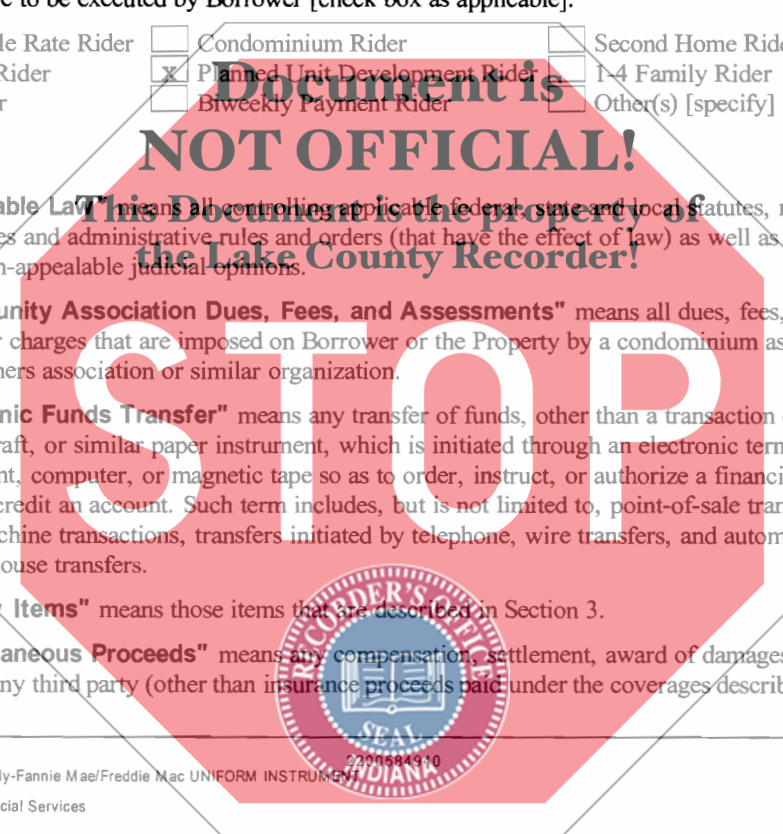 to be executed by Borrower [check box as applicable]:
le Rate Rider Condominium Rider Second Home Rid
Rider x Planned Unit Development Rider 1-4 Family Rider
r Biweekly Payment Rider Other(s) [specify]
Document is
NOT OFFICIAL!
This Document is the property of
the Lake County Recorder!
able Law" means all controlling applicable federal, state and local statutes,
es and administrative rules and orders (that have the effect of law) as well as
n-appealable judicial opinions.
unity Association Dues, Fees, and Assessments" means all dues, fees,
r charges that are imposed on Borrower or the Property by a condominium as
ners association or similar organization.
nic Funds Transfer" means any transfer of funds, other than a transaction
raft, or similar paper instrument, which is initiated through an electronic term
nt, computer, or magnetic tape so as to order, instruct, or authorize a financi
credit an account. Such term includes, but is not limited to, point-of-sale tran
chine transactions, transfers initiated by telephone, wire transfers, and autom
ouse transfers.
STOP
Items" means those items that are described in Section 3.
aneous Proceeds" means any compensation, settlement, award of damages
ny third party (other than insurance proceeds paid under the coverages describ
RECORDER'S OFFICE
SEAL
INDIANA
2200584940
ly-Fannie Mae/Freddie Mac UNIFORM INSTRUMENT
cial Services